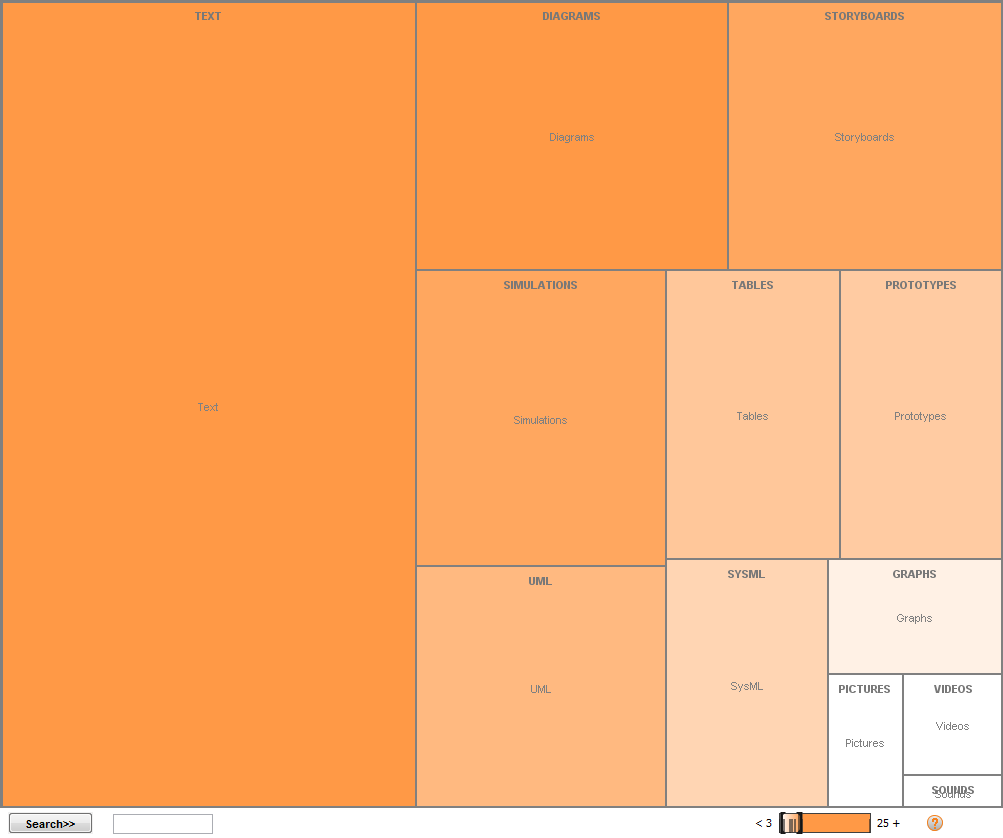 TEXT
Text
DIAGRAMS
Diagrams
STORYBOARDS
Storyboards
SIMULATIONS
Simulations
TABLES
Tables
PROTOTYPES
Prototypes
UML
UML
SYSML
SysML
GRAPHS
Graphs
PICTURES
Pictures
VIDEOS
Videos
SOUNDS
Sounds
Search>>
< 3
25 +
?